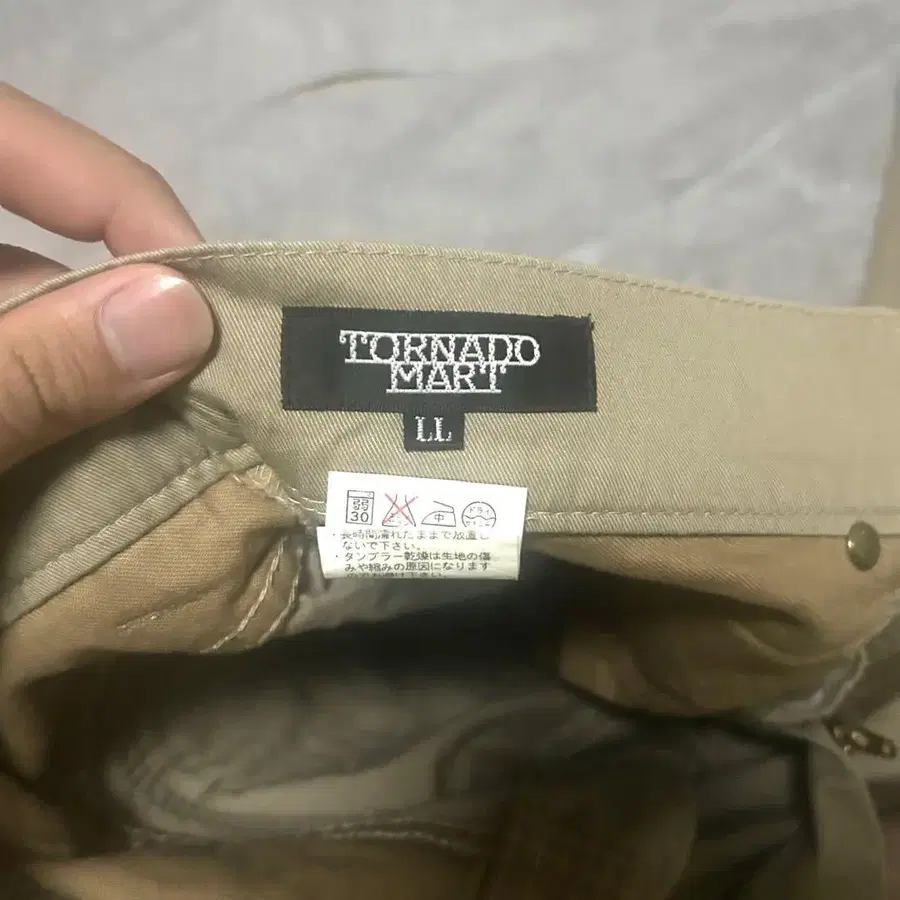 TORNADO
MART
LL
弱
30
中
ドライ
・長時間濡れたままで放置し
ないで下さい。
・タンブラー乾燥は生地の傷
みや縮みの原因になります